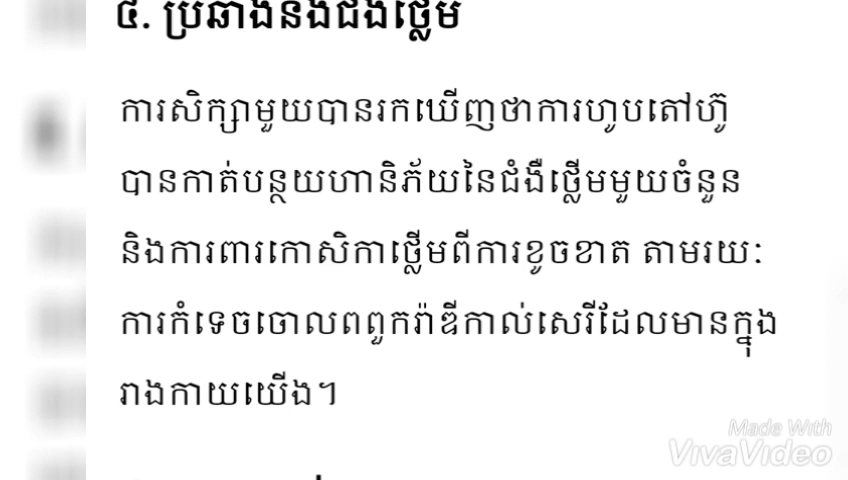 ៤. ប្រឆាំងនឹងជំងឺថ្លើម
ការសិក្សាមួយបានរកឃើញថាការហូបតៅហ៊ូ
បានកាត់បន្ថយហានិភ័យនៃជំងឺថ្លើមមួយចំនួន
និងការពារកោសិកាថ្លើមពីការខូចខាត តាមរយៈ
ការកំទេចចោលពពួករ៉ាឌីកាល់សេរីដែលមានក្នុង
រាងកាយយើង។
Made With
VivaVideo